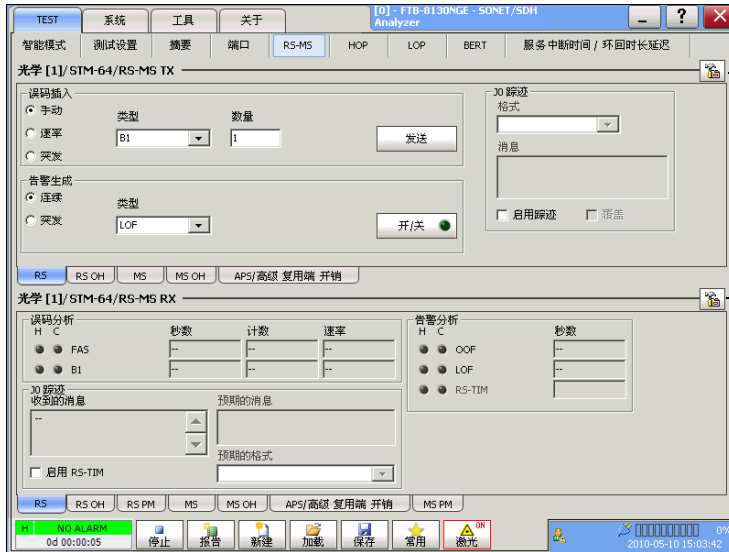 TEST 系统 工具 关于 [0] - FTB-8130NGE - SONET/SDH Analyzer ?
智能模式 测试设置 摘要 端口 RS-MS HOP LOP BERT 服务中断时间 / 环回时长延迟
光学 [1]/STM-64/RS-MS TX
误码插入
手动
速率
突发
类型
B1
数量
1
发送
告警生成
连续
突发
类型
LOF
开/关
J0 踪迹
格式
消息
启用踪迹 覆盖
RS RS OH MS MS OH APS/高级 复用端 开销
光学 [1]/STM-64/RS-MS RX
误码分析
H C 秒数 计数 速率
FAS -- -- --
B1 -- -- --
告警分析
H C 秒数
OOF --
LOF --
RS-TIM
J0 踪迹
收到的消息
--
启用 RS-TIM
预期的消息
预期的格式
RS RS OH RS PM MS MS OH APS/高级 复用端 开销 MS PM
H NO ALARM
0d 00:00:05
停止 报告 新建 加载 保存 常用 激光 ON
0%
2010-05-10 15:03:42